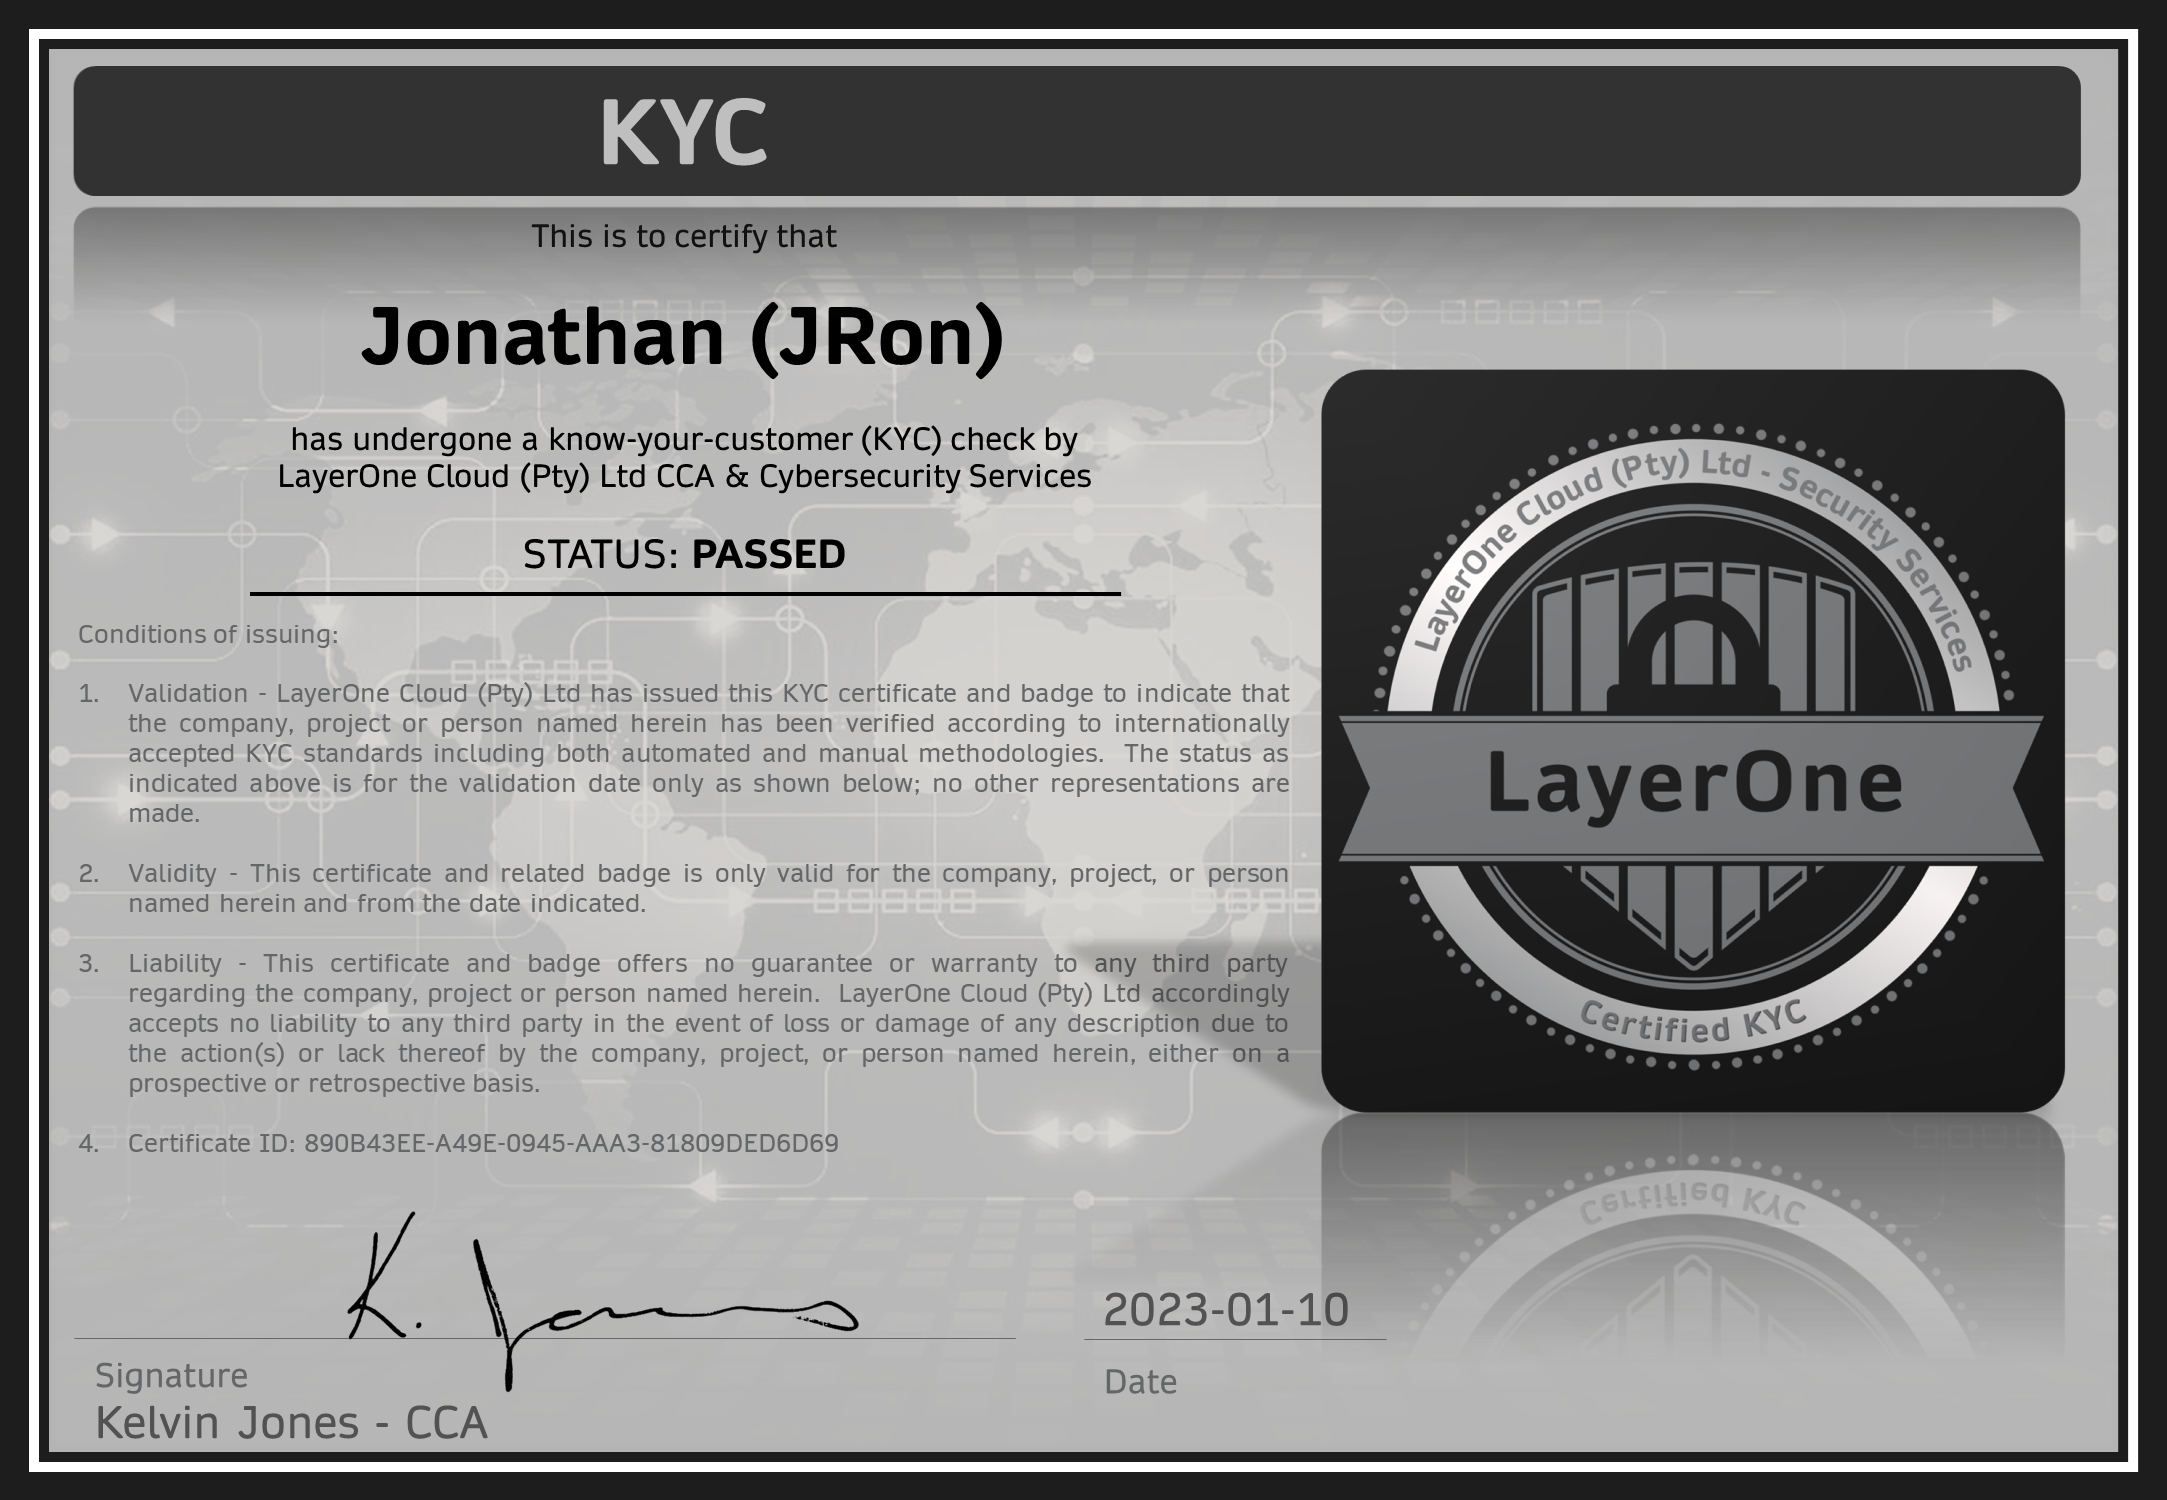 KYC
This is to certify that
Jonathan (JRon)
has undergone a know-your-customer (KYC) check by
LayerOne Cloud (Pty) Ltd CCA & Cybersecurity Services
STATUS: PASSED
Conditions of issuing:
1. Validation - LayerOne Cloud (Pty) Ltd has issued this KYC certificate and badge to indicate that
the company, project or person named herein has been verified according to internationally
accepted KYC standards including both automated and manual methodologies. The status as
indicated above is for the validation date only as shown below; no other representations are
made.
2. Validity - This certificate and related badge is only valid for the company, project, or person
named herein and from the date indicated.
3. Liability - This certificate and badge offers no guarantee or warranty to any third party
regarding the company, project or person named herein. LayerOne Cloud (Pty) Ltd accordingly
accepts no liability to any third party in the event of loss or damage of any description due to
the action(s) or lack thereof by the company, project, or person named herein, either on a
prospective or retrospective basis.
4. Certificate ID: 890B43EE-A49E-0945-AAA3-81809DED6D69
LayerOne Cloud (Pty) Ltd - Security Services
LayerOne
Certified KYC
Certified KYC
K. Jones
2023-01-10
Signature
Date
Kelvin Jones - CCA